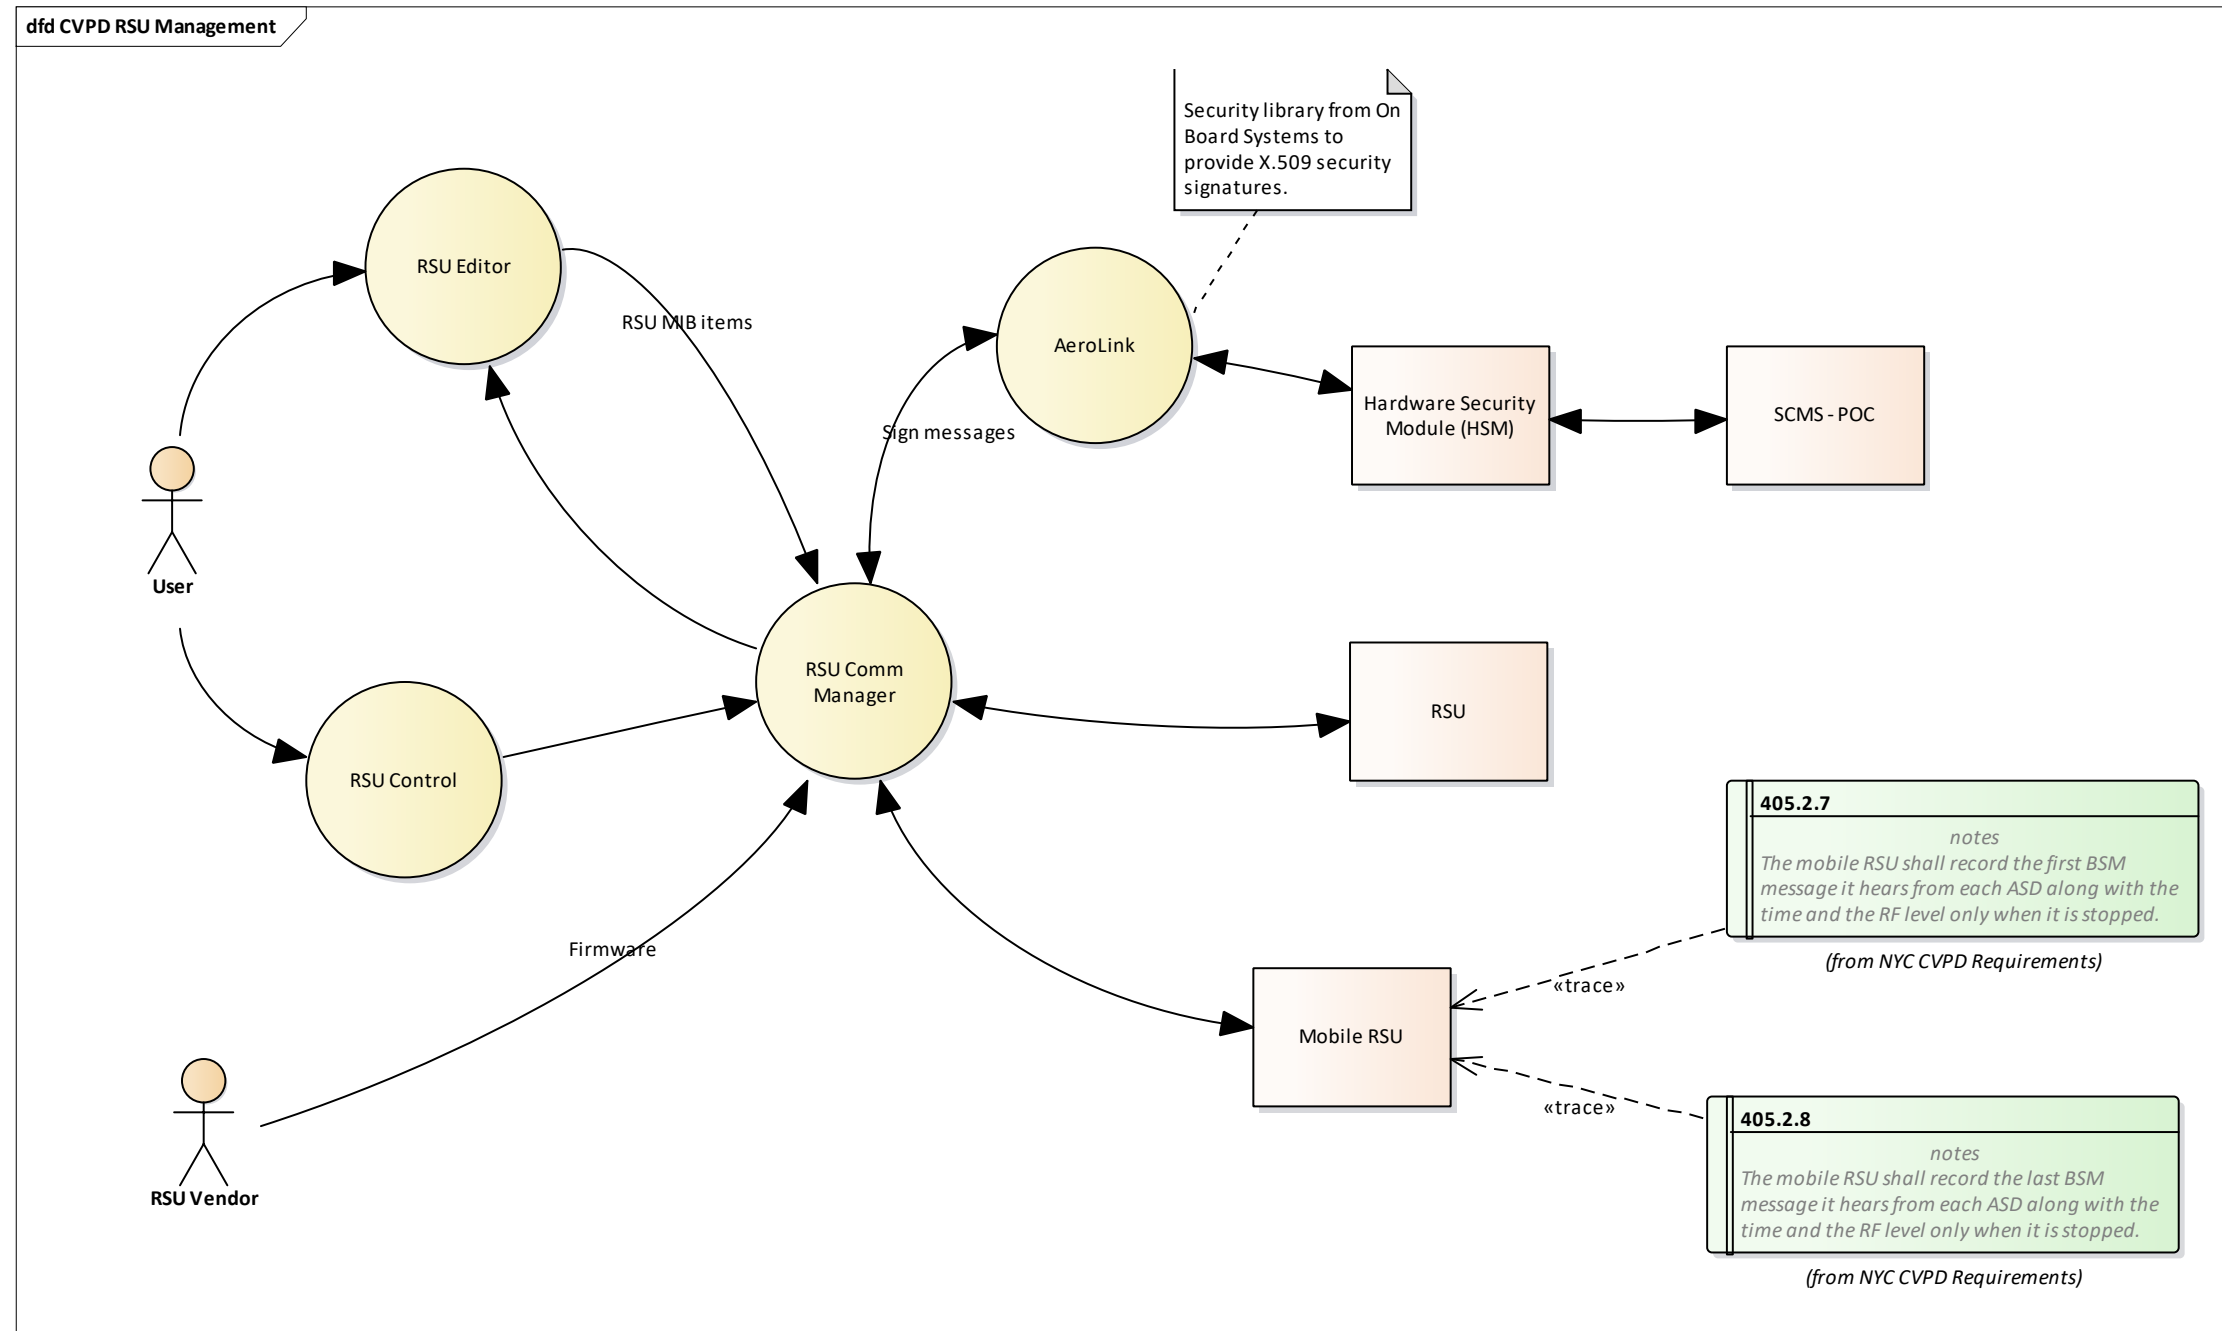 dfd CVPD RSU Management
Security library from On
Board Systems to
provide X.509 security
signatures.
RSU Editor
RSU MIB items
AeroLink
Sign messages
Hardware Security
Module (HSM)
SCMS - POC
User
RSU Comm
Manager
RSU
RSU Control
405.2.7
notes
The mobile RSU shall record the first BSM
message it hears from each ASD along with the
time and the RF level only when it is stopped.
(from NYC CVPD Requirements)
«trace»
Firmware
Mobile RSU
«trace»
405.2.8
notes
The mobile RSU shall record the last BSM
message it hears from each ASD along with the
time and the RF level only when it is stopped.
(from NYC CVPD Requirements)
RSU Vendor